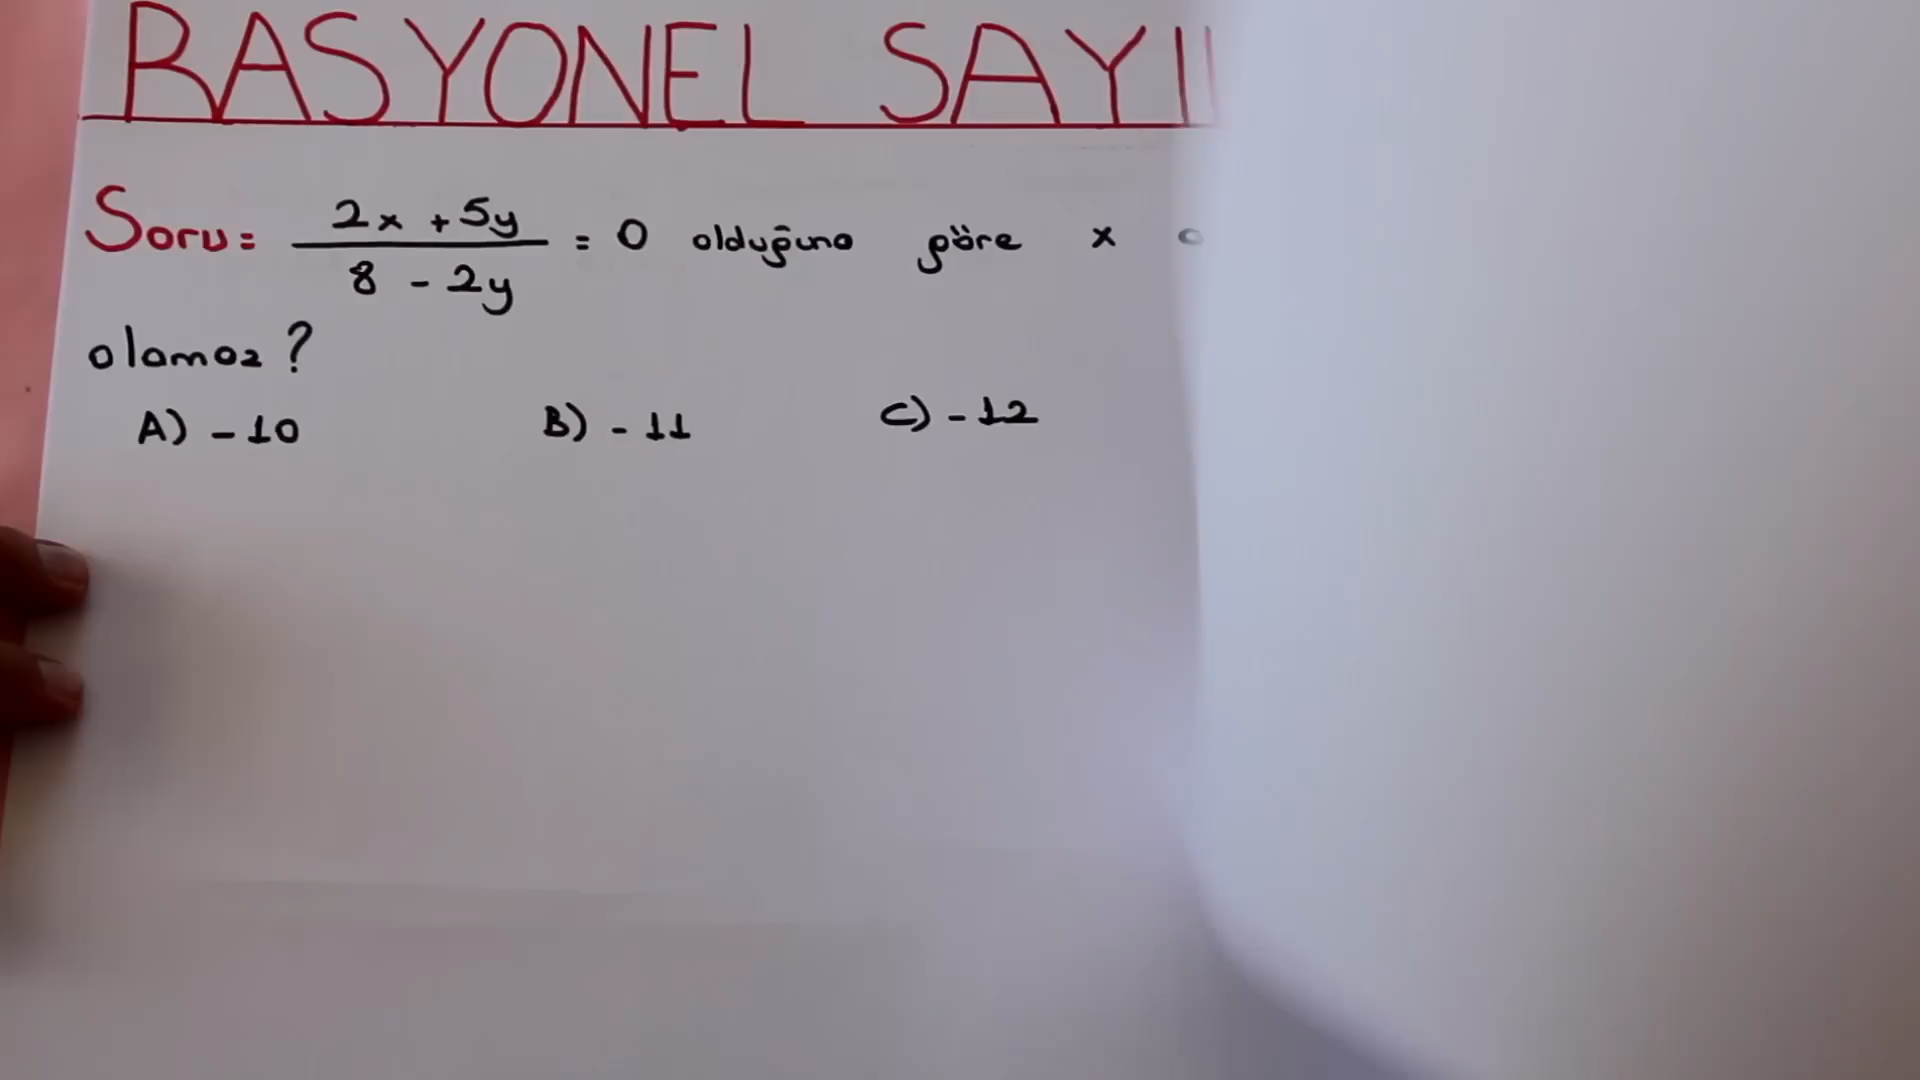 RASYONEL SAYI
Soru= 2x + 5y / 8 - 2y = 0 olduğuna göre x
olamaz?
A) -10 B) -11 C) -12